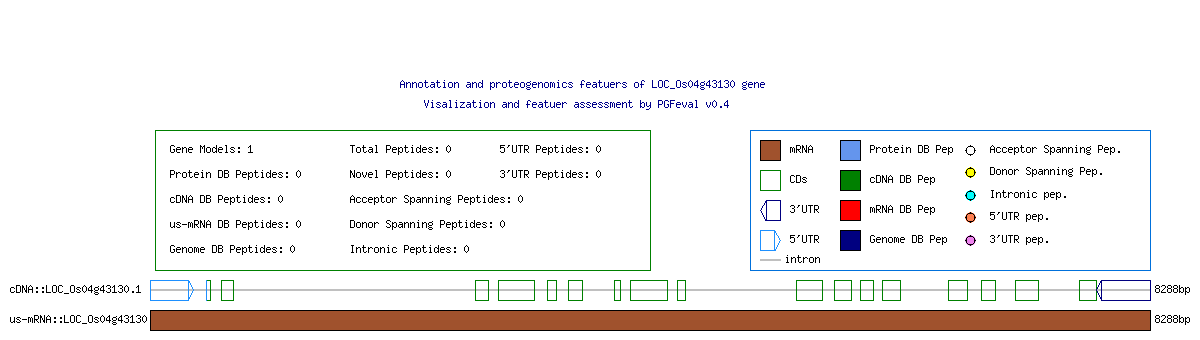 Annotation and proteogenomics featuers of LOC_Os04g43130 gene
Visalization and featuer assessment by PGFeval v0.4
Gene Models: 1 Total Peptides: 0 5'UTR Peptides: 0
Protein DB Peptides: 0 Novel Peptides: 0 3'UTR Peptides: 0
cDNA DB Peptides: 0 Acceptor Spanning Peptides: 0
us-mRNA DB Peptides: 0 Donor Spanning Peptides: 0
Genome DB Peptides: 0 Intronic Peptides: 0
mRNA Protein DB Pep Acceptor Spanning Pep.
CDs cDNA DB Pep Donor Spanning Pep.
3'UTR mRNA DB Pep Intronic pep.
5'UTR Genome DB Pep 5'UTR pep.
intron 3'UTR pep.
cDNA::LOC_Os04g43130.1 8288bp
us-mRNA::LOC_Os04g43130 8288bp